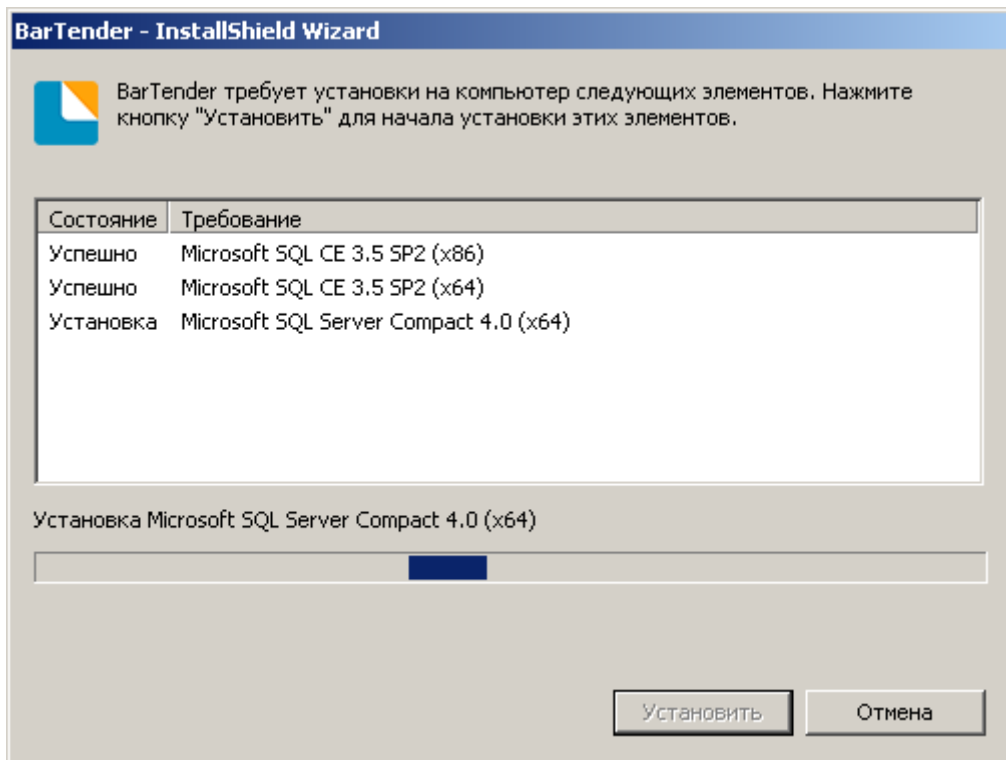 BarTender - InstallShield Wizard
BarTender требует установки на компьютер следующих элементов. Нажмите
кнопку "Установить" для начала установки этих элементов.
Состояние Требование
Успешно Microsoft SQL CE 3.5 SP2 (x86)
Успешно Microsoft SQL CE 3.5 SP2 (x64)
Установка Microsoft SQL Server Compact 4.0 (x64)
Установка Microsoft SQL Server Compact 4.0 (x64)
Установить Отмена